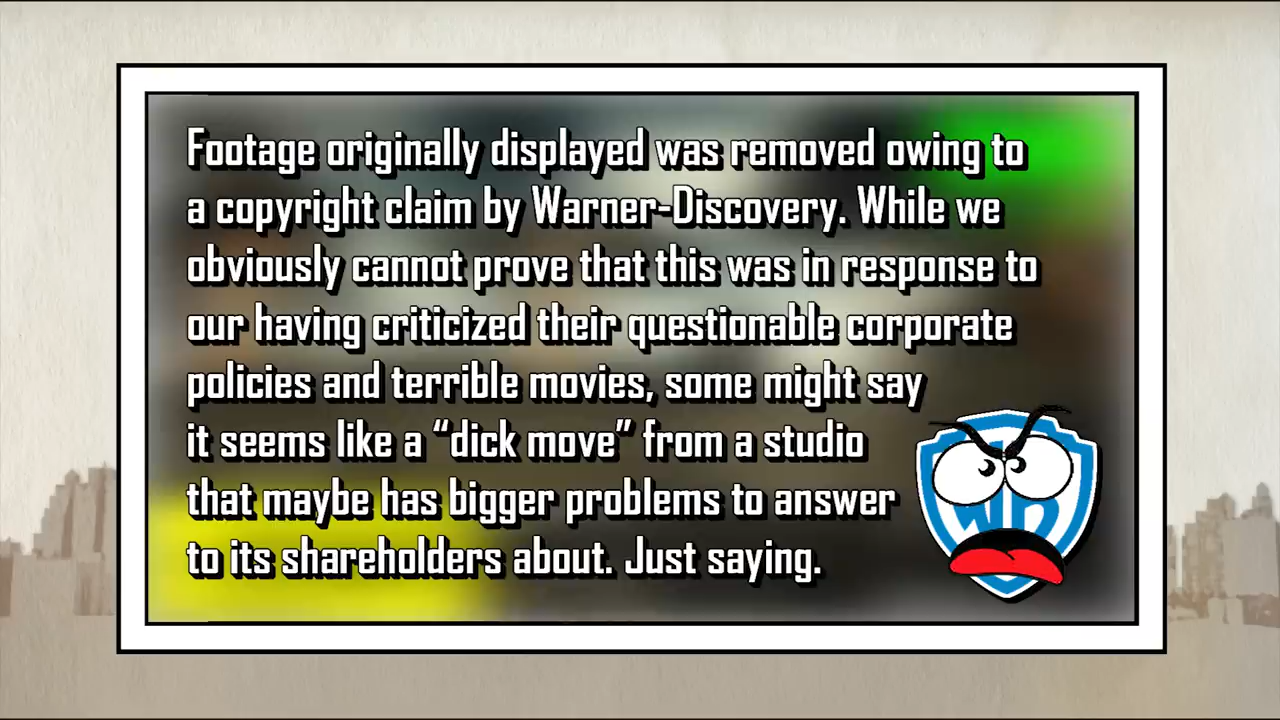 Footage originally displayed was removed owing to
a copyright claim by Warner-Discovery. While we
obviously cannot prove that this was in response to
our having criticized their questionable corporate
policies and terrible movies, some might say
it seems like a “dick move” from a studio
that maybe has bigger problems to answer
to its shareholders about. Just saying.